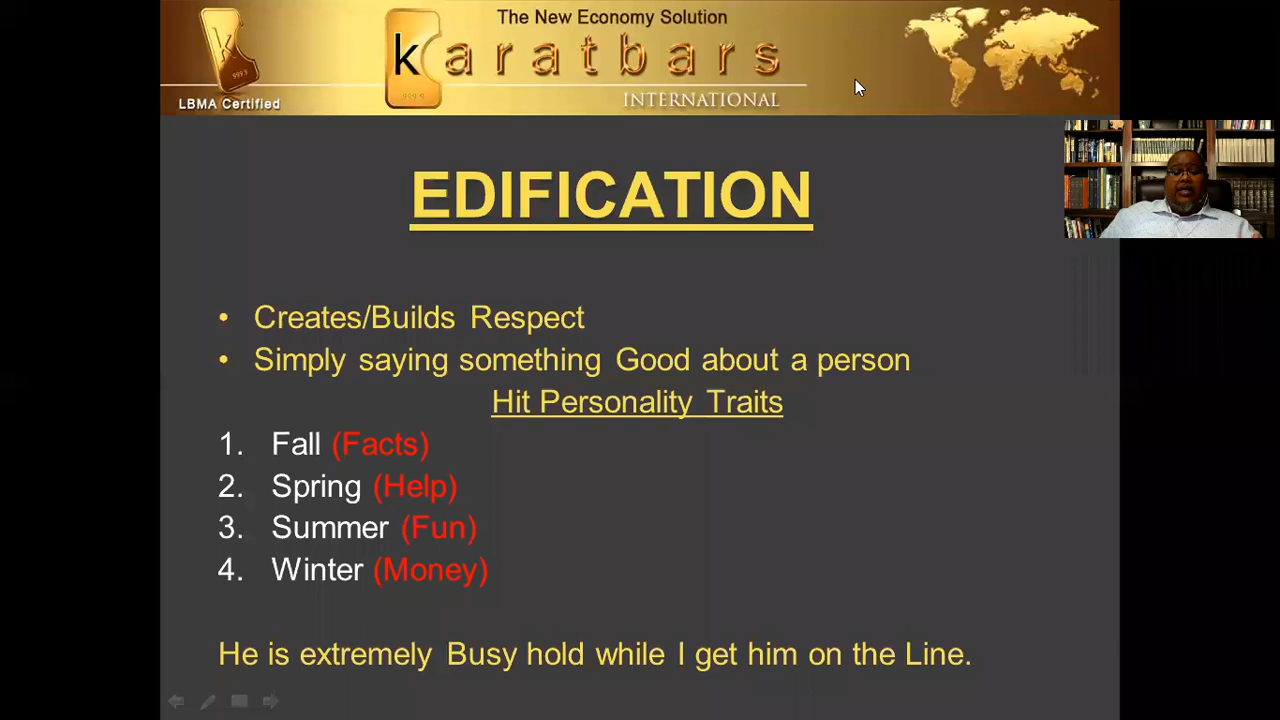 The New Economy Solution
karatbars
INTERNATIONAL
k
999.9
LBMA Certified
EDIFICATION
• Creates/Builds Respect
• Simply saying something Good about a person
Hit Personality Traits
1. Fall (Facts)
2. Spring (Help)
3. Summer (Fun)
4. Winter (Money)
He is extremely Busy hold while I get him on the Line.